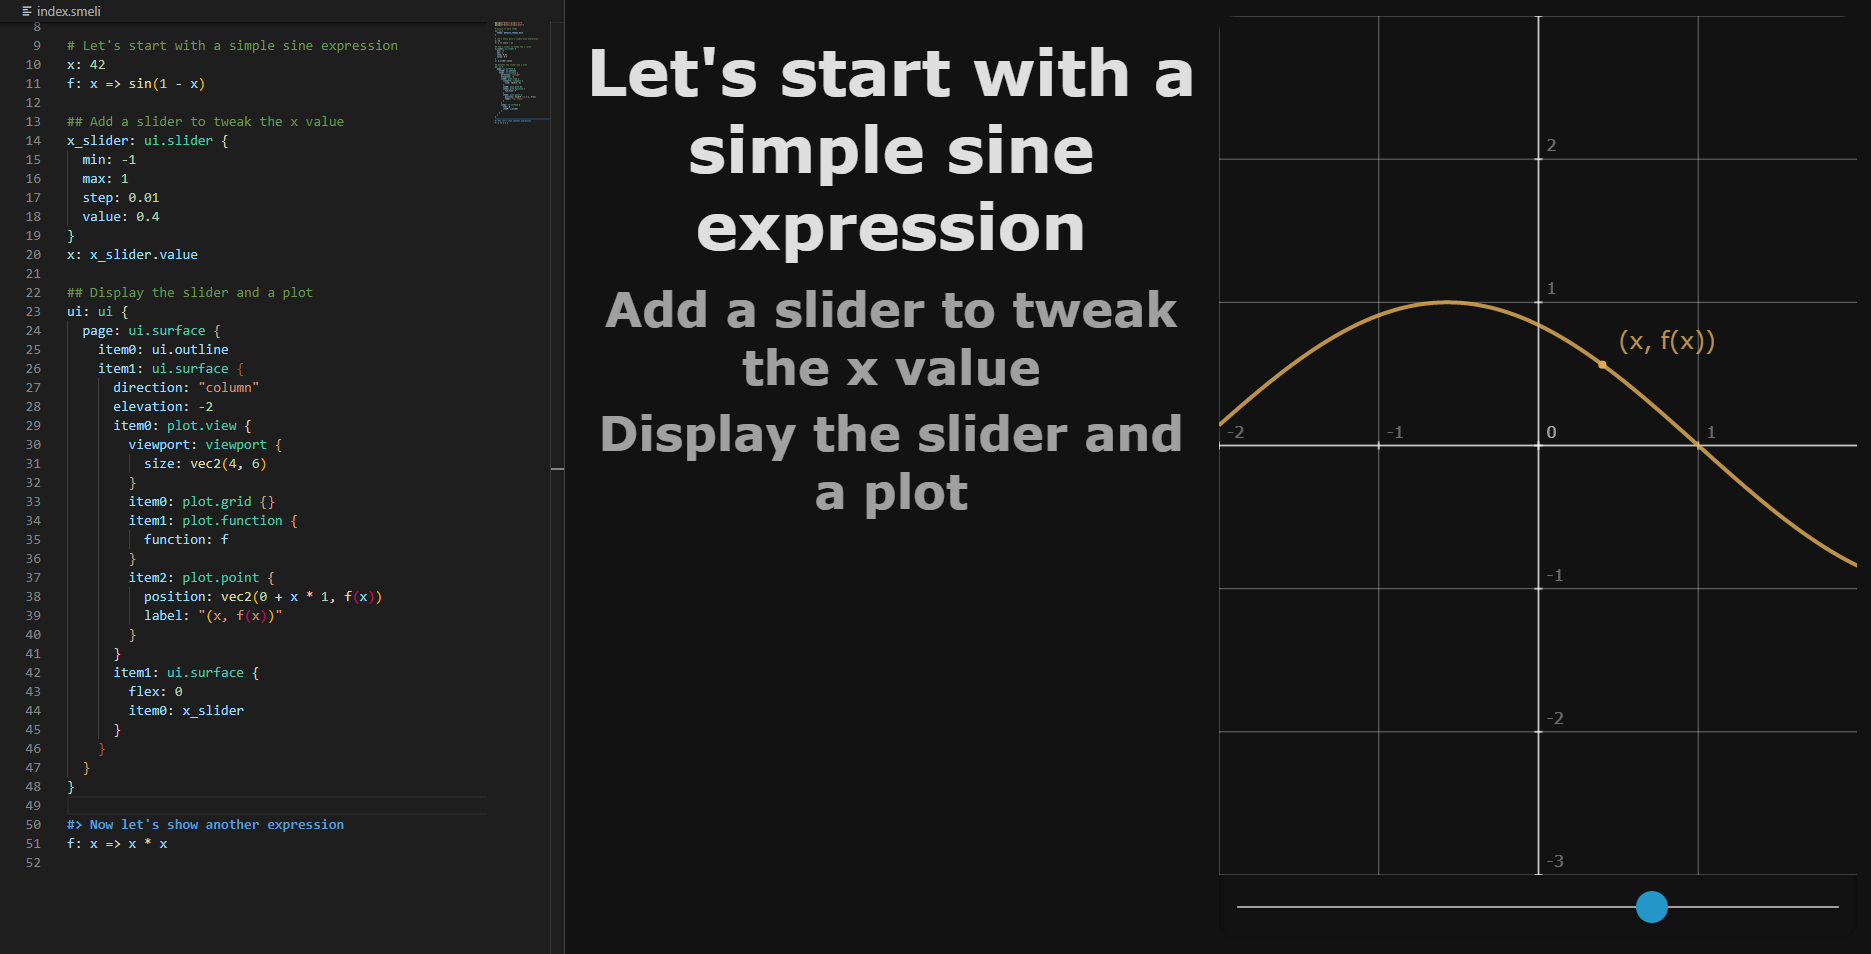 index.smeli
8
9 # Let's start with a simple sine expression
10 x: 42
11 f: x => sin(1 - x)
12
13 ## Add a slider to tweak the x value
14 x_slider: ui.slider {
15 min: -1
16 max: 1
17 step: 0.01
18 value: 0.4
19 }
20 x: x_slider.value
21
22 ## Display the slider and a plot
23 ui: ui {
24 page: ui.surface {
25 item0: ui.outline
26 item1: ui.surface {
27 direction: "column"
28 elevation: -2
29 item0: plot.view {
30 viewport: viewport {
31 size: vec2(4, 6)
32 }
33 item0: plot.grid {}
34 item1: plot.function {
35 function: f
36 }
37 item2: plot.point {
38 position: vec2(0 + x * 1, f(x))
39 label: "(x, f(x))"
40 }
41 }
42 item1: ui.surface {
43 flex: 0
44 item0: x_slider
45 }
46 }
47 }
48 }
49
50 #> Now let's show another expression
51 f: x => x * x
52
Let's start with a
simple sine
expression
Add a slider to tweak
the x value
Display the slider and
a plot
2
1
(x, f(x))
-2 -1 0 1
-1
-2
-3